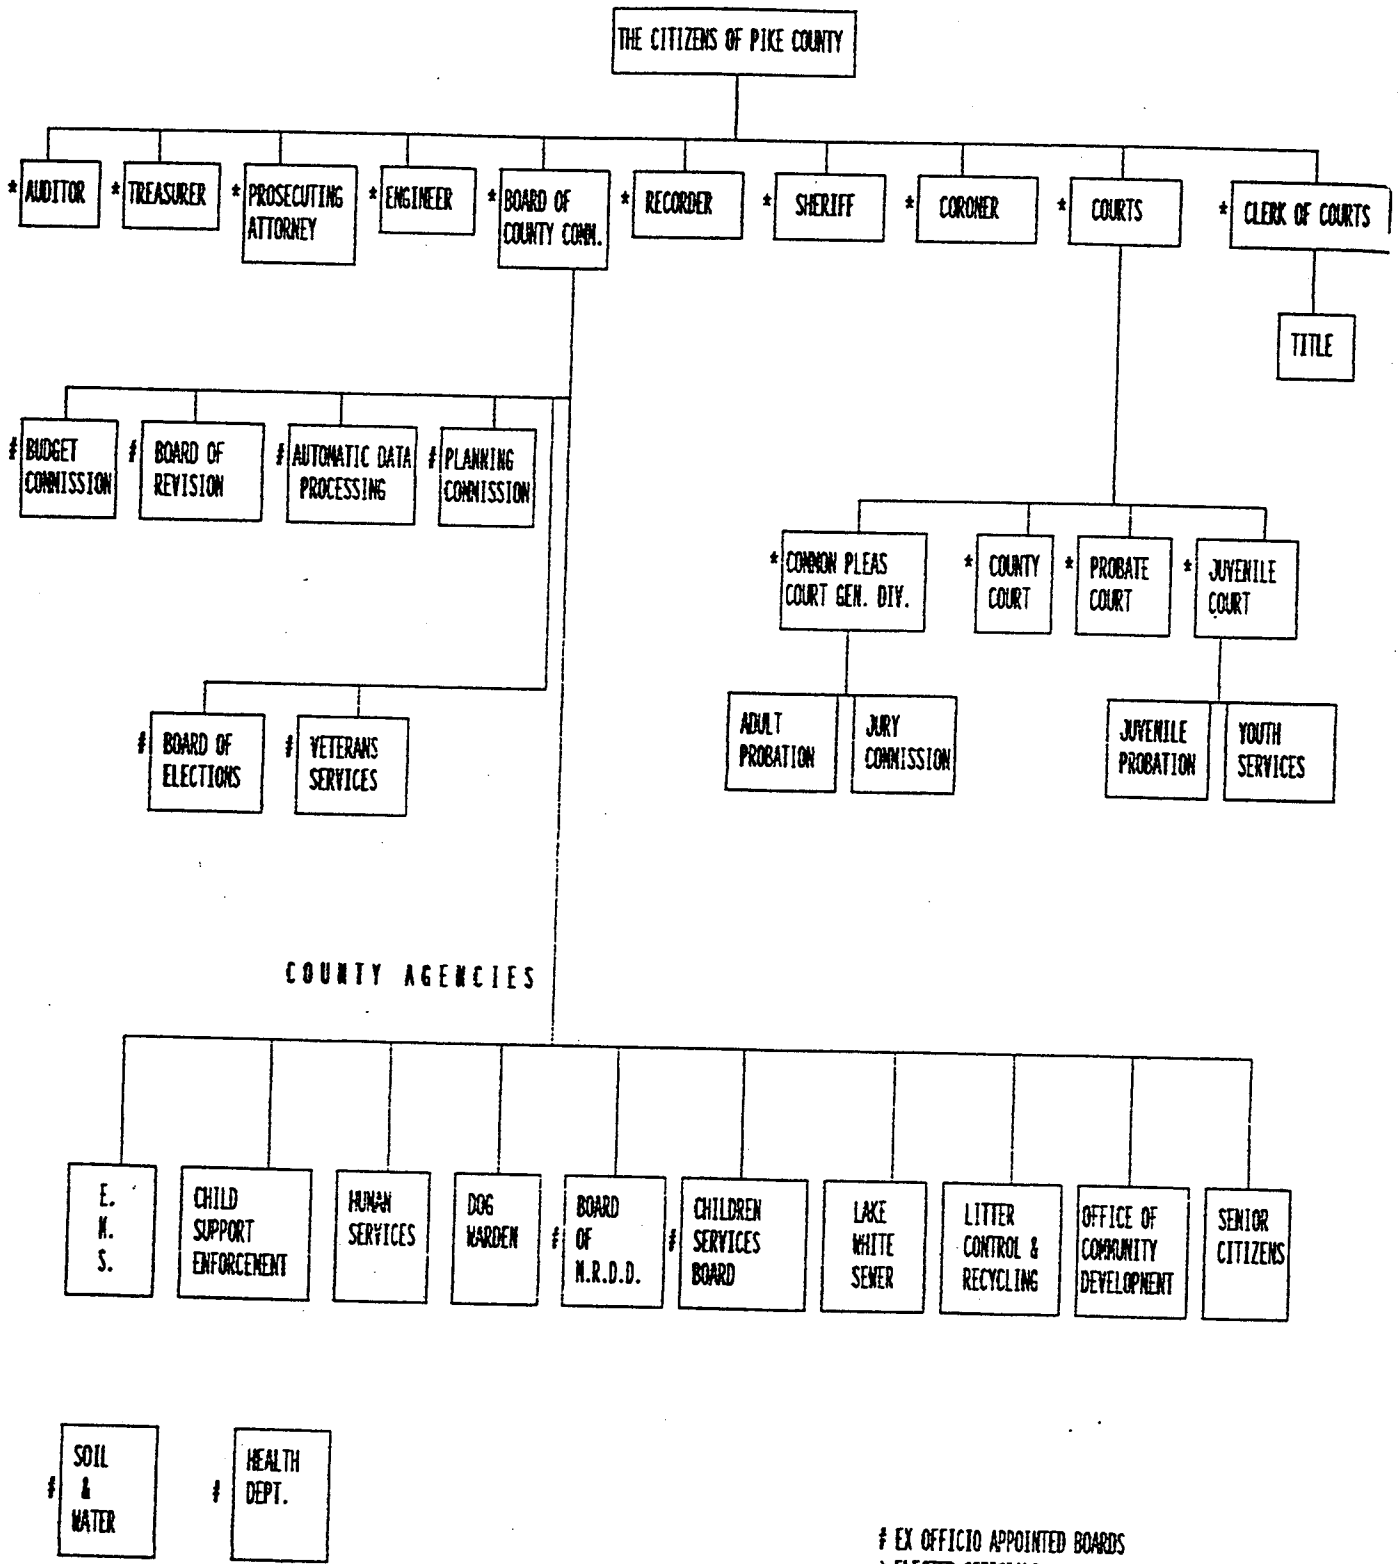 THE CITIZENS OF PIKE COUNTY
* AUDITOR
* TREASURER
* PROSECUTING
ATTORNEY
* ENGINEER
* BOARD OF
COUNTY COMM.
* RECORDER
* SHERIFF
* CORONER
* COURTS
* CLERK OF COURTS
TITLE
# BUDGET
COMMISSION
# BOARD OF
REVISION
# AUTOMATIC DATA
PROCESSING
# PLANNING
COMMISSION
* COMMON PLEAS
COURT GEN. DIV.
* COUNTY
COURT
* PROBATE
COURT
* JUVENILE
COURT
# BOARD OF
ELECTIONS
# VETERANS
SERVICES
ADULT
PROBATION
JURY
COMMISSION
JUVENILE
PROBATION
YOUTH
SERVICES
COUNTY AGENCIES
E.
M.
S.
CHILD
SUPPORT
ENFORCEMENT
HUMAN
SERVICES
DOG
WARDEN
# BOARD
OF
M.R.D.D.
# CHILDREN
SERVICES
BOARD
LAKE
WHITE
SEWER
LITTER
CONTROL &
RECYCLING
OFFICE OF
COMMUNITY
DEVELOPMENT
SENIOR
CITIZENS
SOIL
# &
WATER
HEALTH
# DEPT.
# EX OFFICIO APPOINTED BOARDS